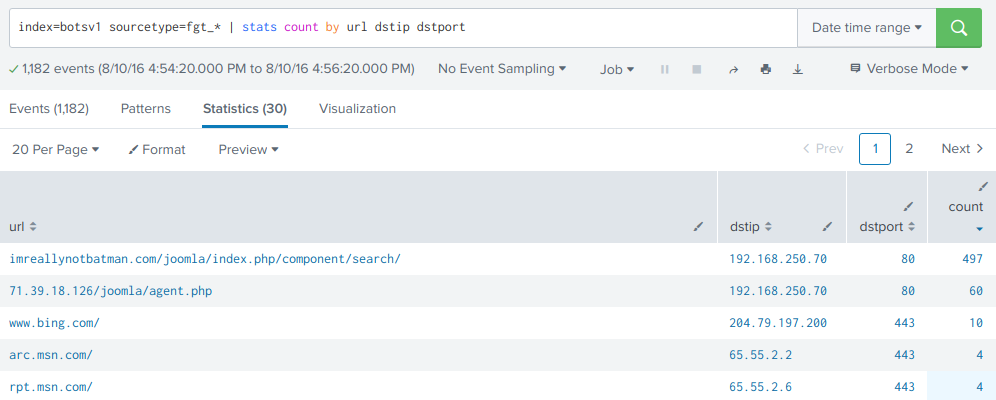 index=botsv1 sourcetype=fgt_* | stats count by url dstip dstport Date time range
1,182 events (8/10/16 4:54:20.000 PM to 8/10/16 4:56:20.000 PM) No Event Sampling Job Verbose Mode
Events (1,182) Patterns Statistics (30) Visualization
20 Per Page Format Preview Prev 1 2 Next
url dstip dstport count
imreallynotbatman.com/joomla/index.php/component/search/ 192.168.250.70 80 497
71.39.18.126/joomla/agent.php 192.168.250.70 80 60
www.bing.com/ 204.79.197.200 443 10
arc.msn.com/ 65.55.2.2 443 4
rpt.msn.com/ 65.55.2.6 443 4